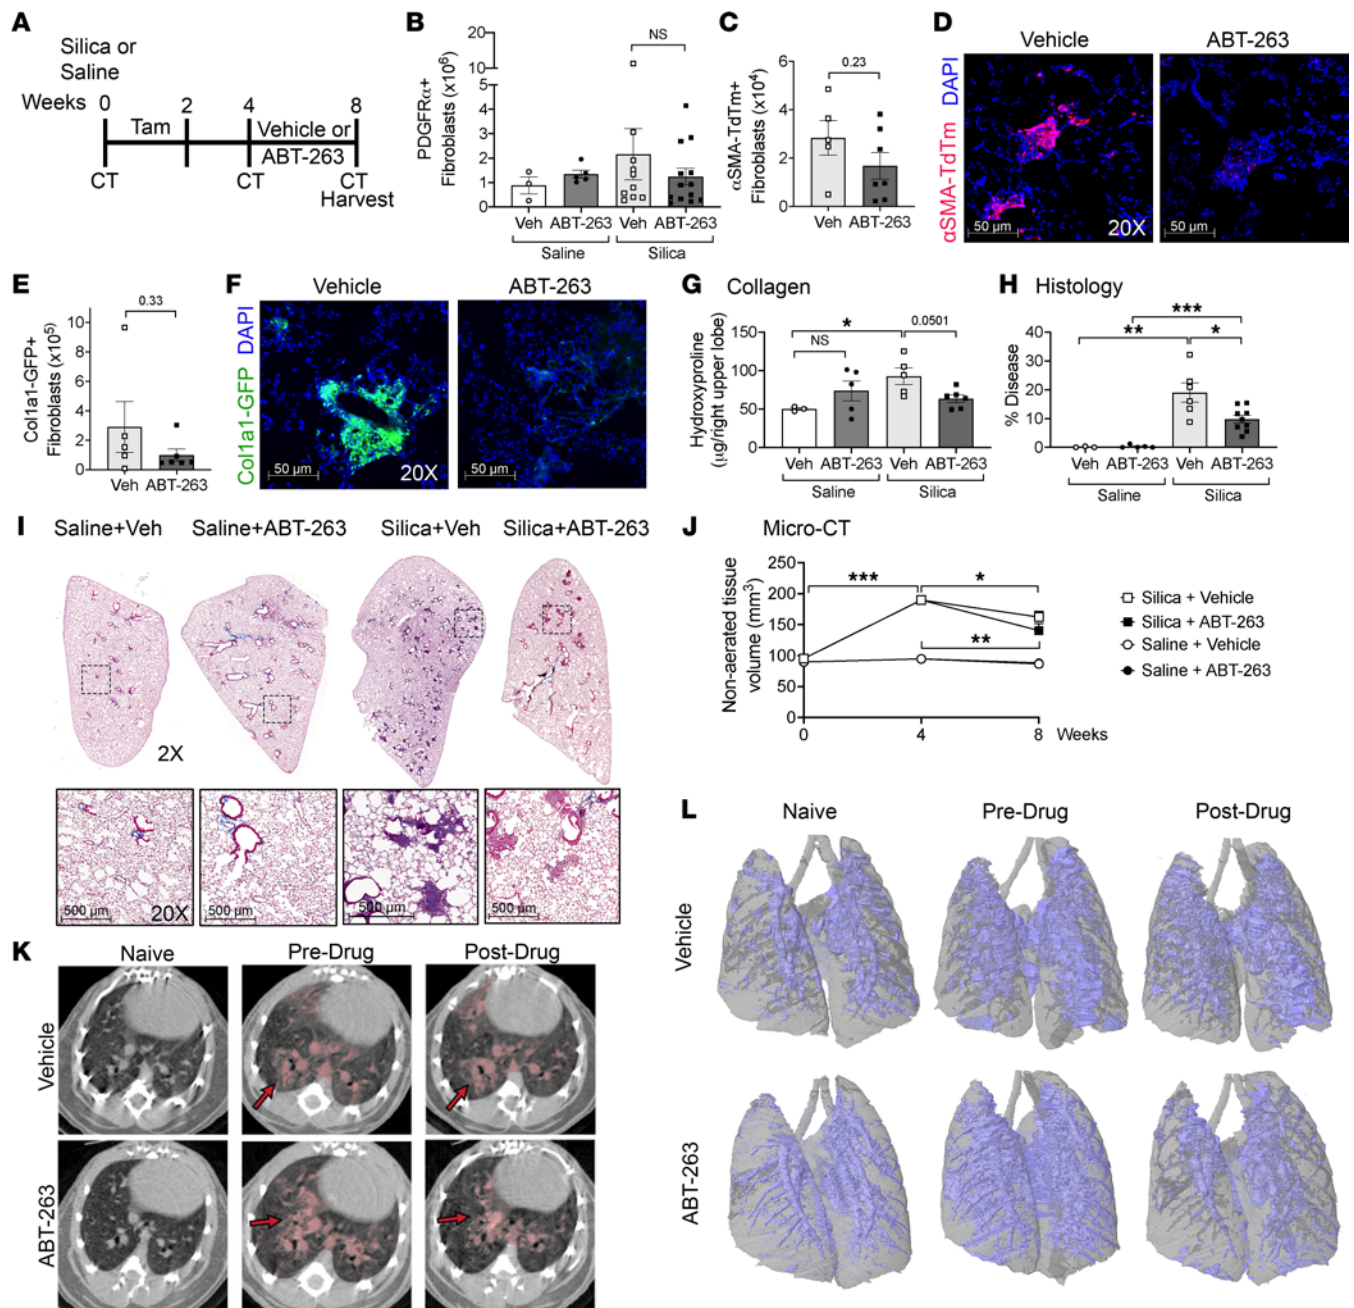 A
Silica or
Saline
Weeks 0 2 4 8
Tam Vehicle or
ABT-263
CT CT CT
Harvest
B
PDGFRα+
Fibroblasts (x10⁶)
20
10
5
4
3
2
1
0
NS
Veh ABT-263 Veh ABT-263
Saline Silica
C
αSMA-TdTm+
Fibroblasts (x10⁴)
6
4
2
0
0.23
Veh ABT-263
D
Vehicle ABT-263
αSMA-TdTm DAPI
50 µm 20X 50 µm
E
Col1a1-GFP+
Fibroblasts (x10⁵)
10
8
6
4
2
0
0.33
Veh ABT-263
F
Vehicle ABT-263
Col1a1-GFP DAPI
50 µm 20X 50 µm
G Collagen
Hydroxyproline
(µg/right upper lobe)
150
100
50
0
* 0.0501
NS
Veh ABT-263 Veh ABT-263
Saline Silica
H Histology
% Disease
40
30
20
10
0
***
** *
Veh ABT-263 Veh ABT-263
Saline Silica
I
Saline+Veh Saline+ABT-263 Silica+Veh Silica+ABT-263
2X
500 µm 20X 500 µm 500 µm 500 µm
J Micro-CT
Non-aerated tissue
volume (mm³)
250
200
150
100
50
0
*** *
**
0 4 8 Weeks
Silica + Vehicle
Silica + ABT-263
Saline + Vehicle
Saline + ABT-263
K
Naive Pre-Drug Post-Drug
Vehicle
ABT-263
L
Naive Pre-Drug Post-Drug
Vehicle
ABT-263